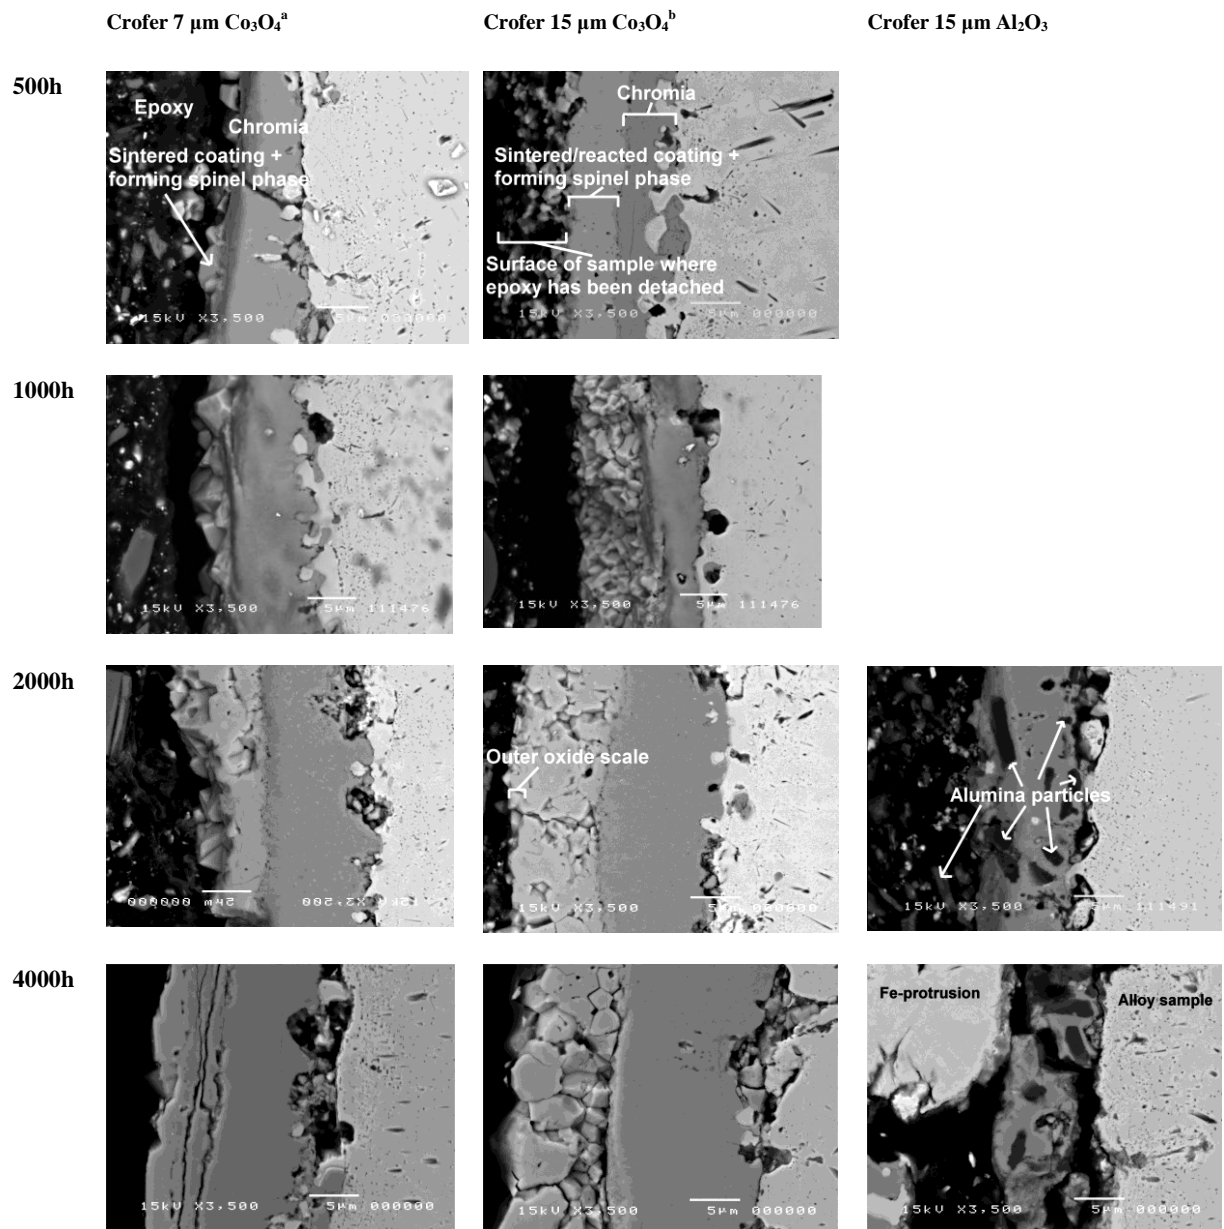 Crofer 7 µm Co₃O₄ᵃ
Crofer 15 µm Co₃O₄ᵇ
Crofer 15 µm Al₂O₃
500h
Epoxy
Chromia
Sintered coating +
forming spinel phase
15kV X3,500 5µm 000000
Chromia
Sintered/reacted coating +
forming spinel phase
Surface of sample where
epoxy has been detached
15kV X3,500 5µm 000000
1000h
15kV X3,500 5µm 111476
15kV X3,500 5µm 111476
2000h
15kV X3,500 5µm 000000
Outer oxide scale
15kV X3,500 5µm 000000
Alumina particles
15kV X3,500 5µm 111491
4000h
15kV X3,500 5µm 000000
15kV X3,500 5µm 000000
Fe-protrusion
Alloy sample
15kV X3,500 5µm 000000